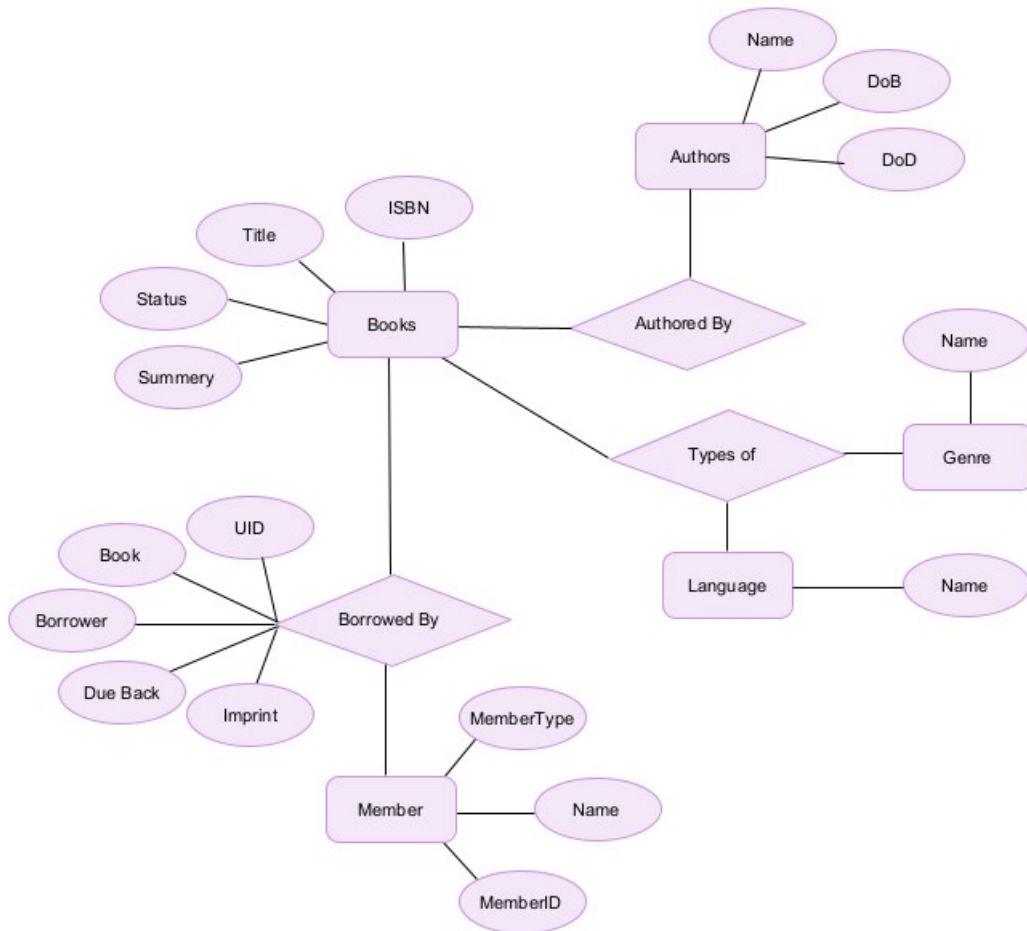 Name
DoB
Authors
DoD
ISBN
Title
Status
Books
Authored By
Summery
Name
Types of
Genre
UID
Book
Language
Name
Borrower
Borrowed By
Due Back
Imprint
MemberType
Member
Name
MemberID